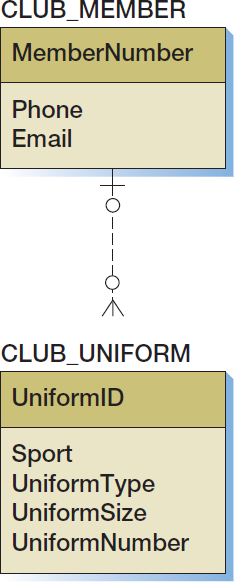 CLUB_MEMBER
MemberNumber
Phone
Email
CLUB_UNIFORM
UniformID
Sport
UniformType
UniformSize
UniformNumber